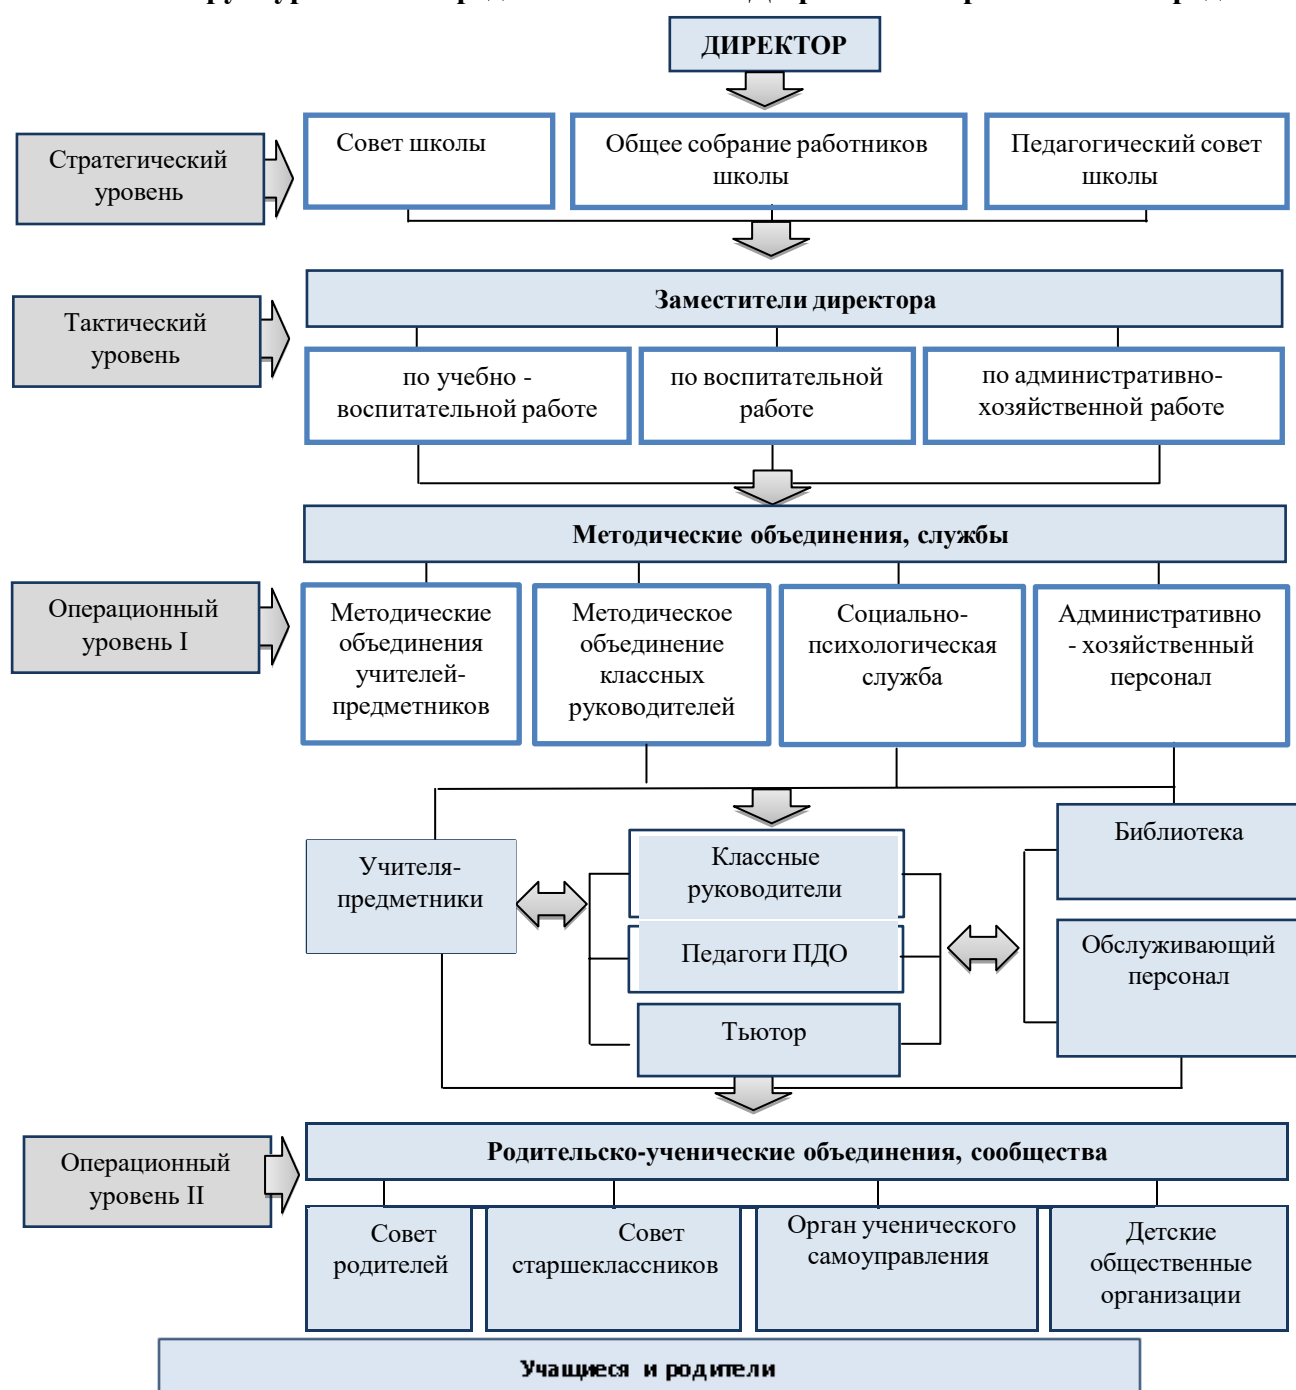 ДИРЕКТОР
Стратегический
уровень
Совет школы
Общее собрание работников
школы
Педагогический совет
школы
Заместители директора
Тактический
уровень
по учебно -
воспитательной работе
по воспитательной
работе
по административно-
хозяйственной работе
Методические объединения, службы
Операционный
уровень I
Методические
объединения
учителей-
предметников
Методическое
объединение
классных
руководителей
Социально-
психологическая
служба
Административно
- хозяйственный
персонал
Учителя-
предметники
Классные
руководители
Педагоги ПДО
Тьютор
Библиотека
Обслуживающий
персонал
Операционный
уровень II
Родительско-ученические объединения, сообщества
Совет
родителей
Совет
старшеклассников
Орган ученического
самоуправления
Детские
общественные
организации
Учащиеся и родители